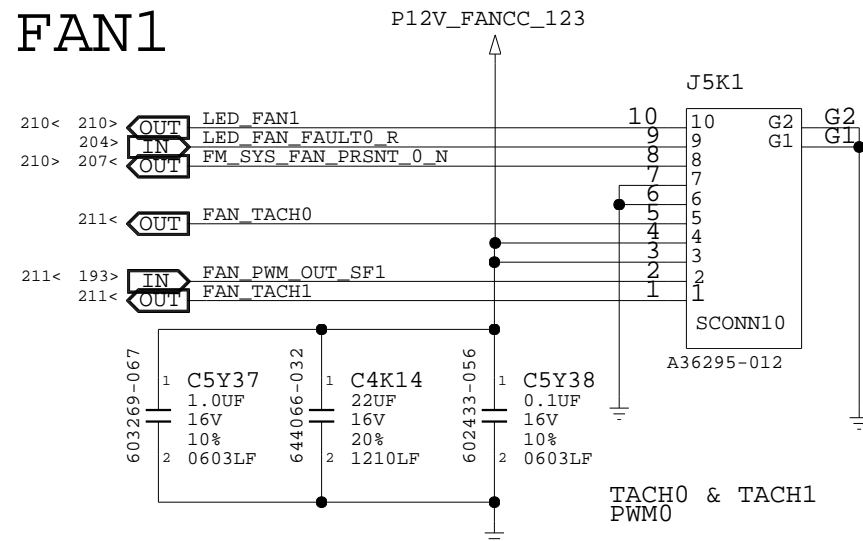 FAN1
P12V_FANCC_123
J5K1
210< 210> OUT LED_FAN1 10 10 G2 G2
204> IN LED_FAN_FAULT0_R 9 9 G1 G1
210> 207< OUT FM_SYS_FAN_PRSNT_0_N 8 8
7 7
6 6
211< OUT FAN_TACH0 5 5
4 4
3 3
211< 193> IN FAN_PWM_OUT_SF1 2 2
211< OUT FAN_TACH1 1 1
SCONN10
A36295-012
603269-067
1 C5Y37
1.0UF
16V
10%
2 0603LF
644066-032
1 C4K14
22UF
16V
20%
2 1210LF
602433-056
1 C5Y38
0.1UF
16V
10%
2 0603LF
TACH0 & TACH1
PWM0